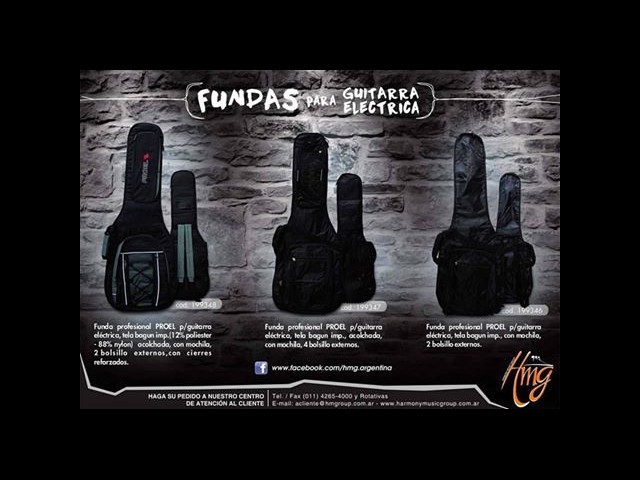 FUNDAS PARA GUITARRA ELECTRICA
PROEL
cod. 199348
cod. 199347
cod. 199346
Funda profesional PROEL p/guitarra
eléctrica, tela bagun imp.(12% paliester
- 88% nylon) acolchada, con mochila,
2 bolsillo externos,con cierres
reforzados.
Funda profesional PROEL p/guitarra
eléctrica, tela bagun imp., acolochada,
con mochila, 4 bolsillo externos.
Funda profesional PROEL p/guitarra
eléctrica, tela bagun imp., con mochila,
2 bolsillo externos.
f www.facebook.com/hmg.argentina
Hmg
HAGA SU PEDIDO A NUESTRO CENTRO
DE ATENCIÓN AL CLIENTE
Tel. / Fax (011) 4265-4000 y Rotativas
E-mail: acliente@hmgroup.com.ar - www.harmonymusicgroup.com.ar